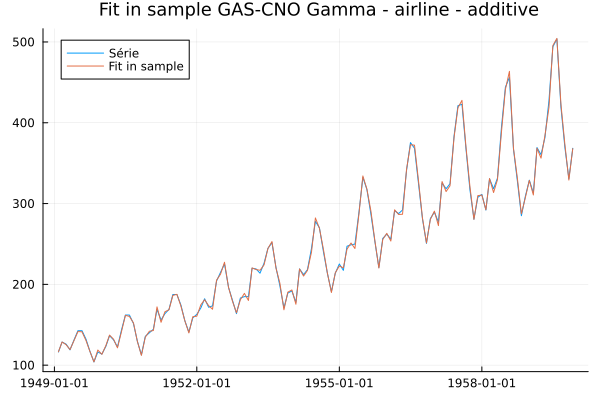 Fit in sample GAS-CNO Gamma - airline - additive
Série
Fit in sample
500
400
300
200
100
1949-01-01 1952-01-01 1955-01-01 1958-01-01